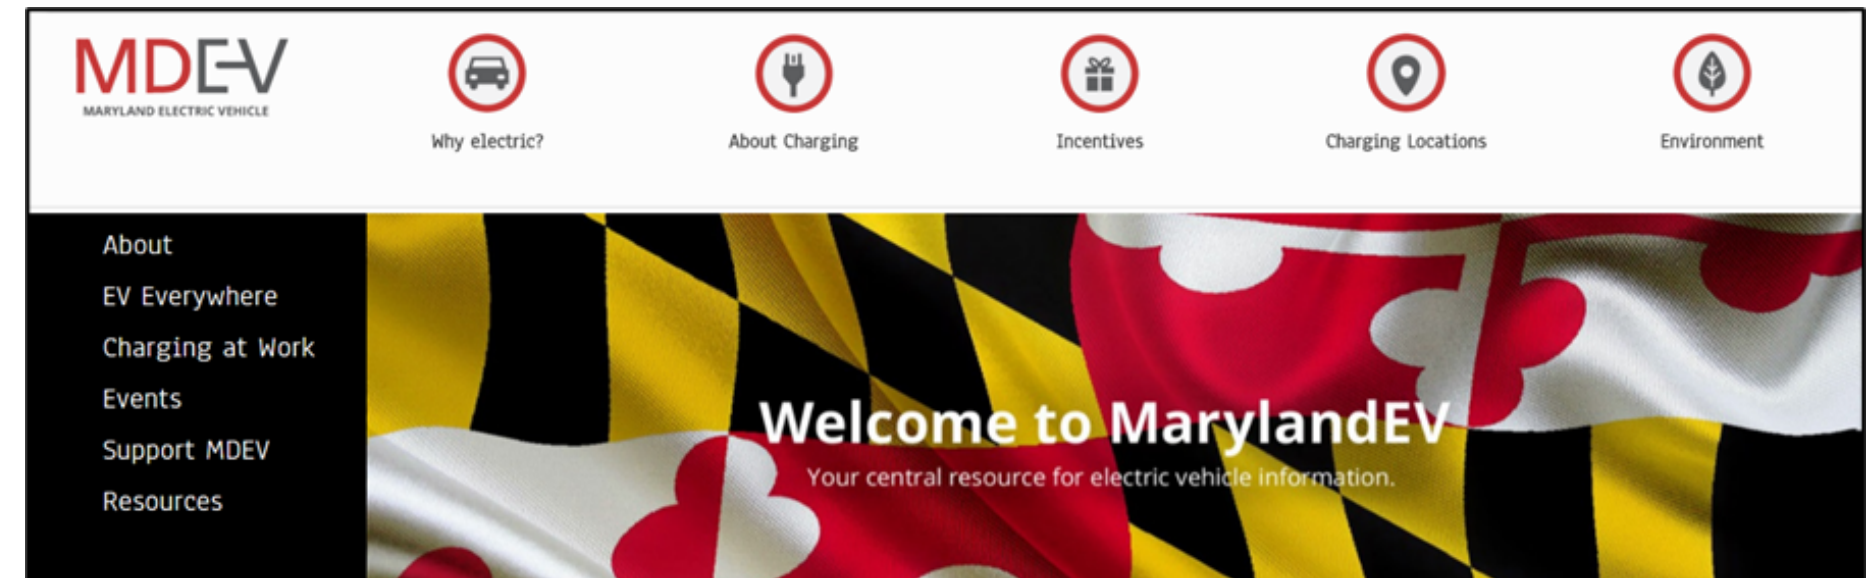 MDEV
MARYLAND ELECTRIC VEHICLE
Why electric?
About Charging
Incentives
Charging Locations
Environment
About
EV Everywhere
Charging at Work
Events
Support MDEV
Resources
Welcome to MarylandEV
Your central resource for electric vehicle information.